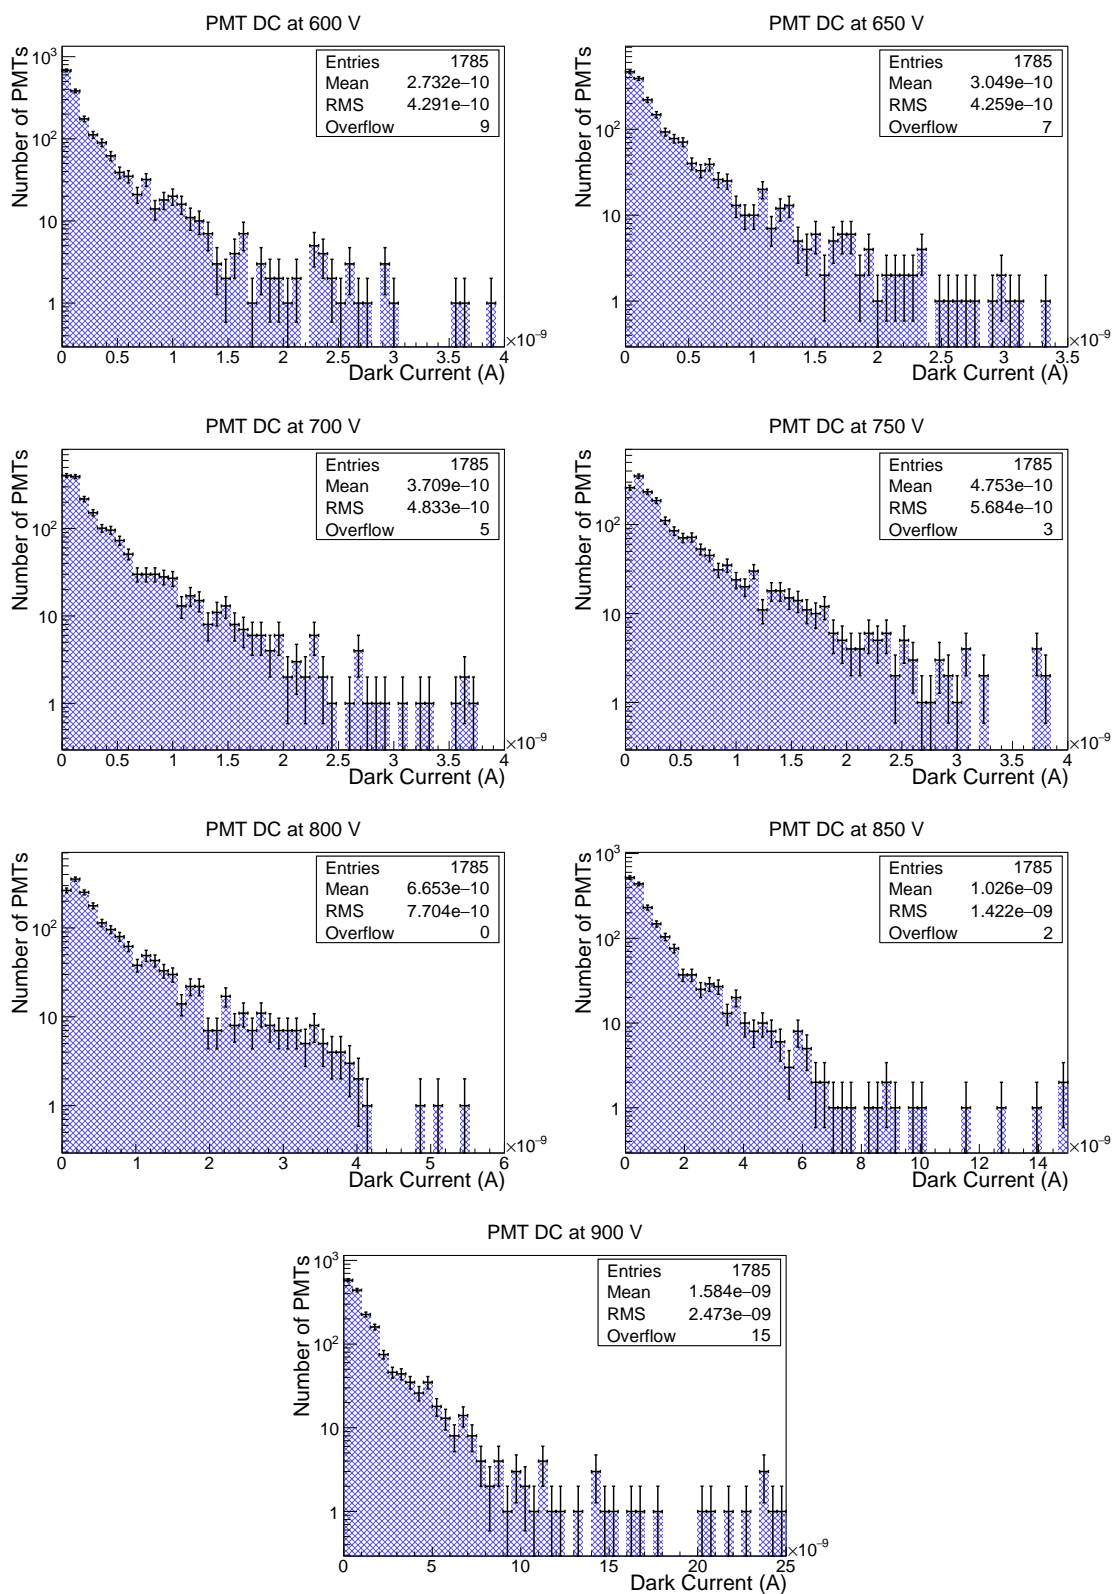 PMT DC at 600 V
Number of PMTs
10³
10²
10
1
Entries 1785
Mean 2.732e−10
RMS 4.291e−10
Overflow 9
0 0.5 1 1.5 2 2.5 3 3.5 4
×10⁻⁹
Dark Current (A)
PMT DC at 650 V
Number of PMTs
10²
10
1
Entries 1785
Mean 3.049e−10
RMS 4.259e−10
Overflow 7
0 0.5 1 1.5 2 2.5 3 3.5
×10⁻⁹
Dark Current (A)
PMT DC at 700 V
Number of PMTs
10²
10
1
Entries 1785
Mean 3.709e−10
RMS 4.833e−10
Overflow 5
0 0.5 1 1.5 2 2.5 3 3.5 4
×10⁻⁹
Dark Current (A)
PMT DC at 750 V
Number of PMTs
10²
10
1
Entries 1785
Mean 4.753e−10
RMS 5.684e−10
Overflow 3
0 0.5 1 1.5 2 2.5 3 3.5 4
×10⁻⁹
Dark Current (A)
PMT DC at 800 V
Number of PMTs
10²
10
1
Entries 1785
Mean 6.653e−10
RMS 7.704e−10
Overflow 0
0 1 2 3 4 5 6
×10⁻⁹
Dark Current (A)
PMT DC at 850 V
Number of PMTs
10³
10²
10
1
Entries 1785
Mean 1.026e−09
RMS 1.422e−09
Overflow 2
0 2 4 6 8 10 12 14
×10⁻⁹
Dark Current (A)
PMT DC at 900 V
Number of PMTs
10³
10²
10
1
Entries 1785
Mean 1.584e−09
RMS 2.473e−09
Overflow 15
0 5 10 15 20 25
×10⁻⁹
Dark Current (A)